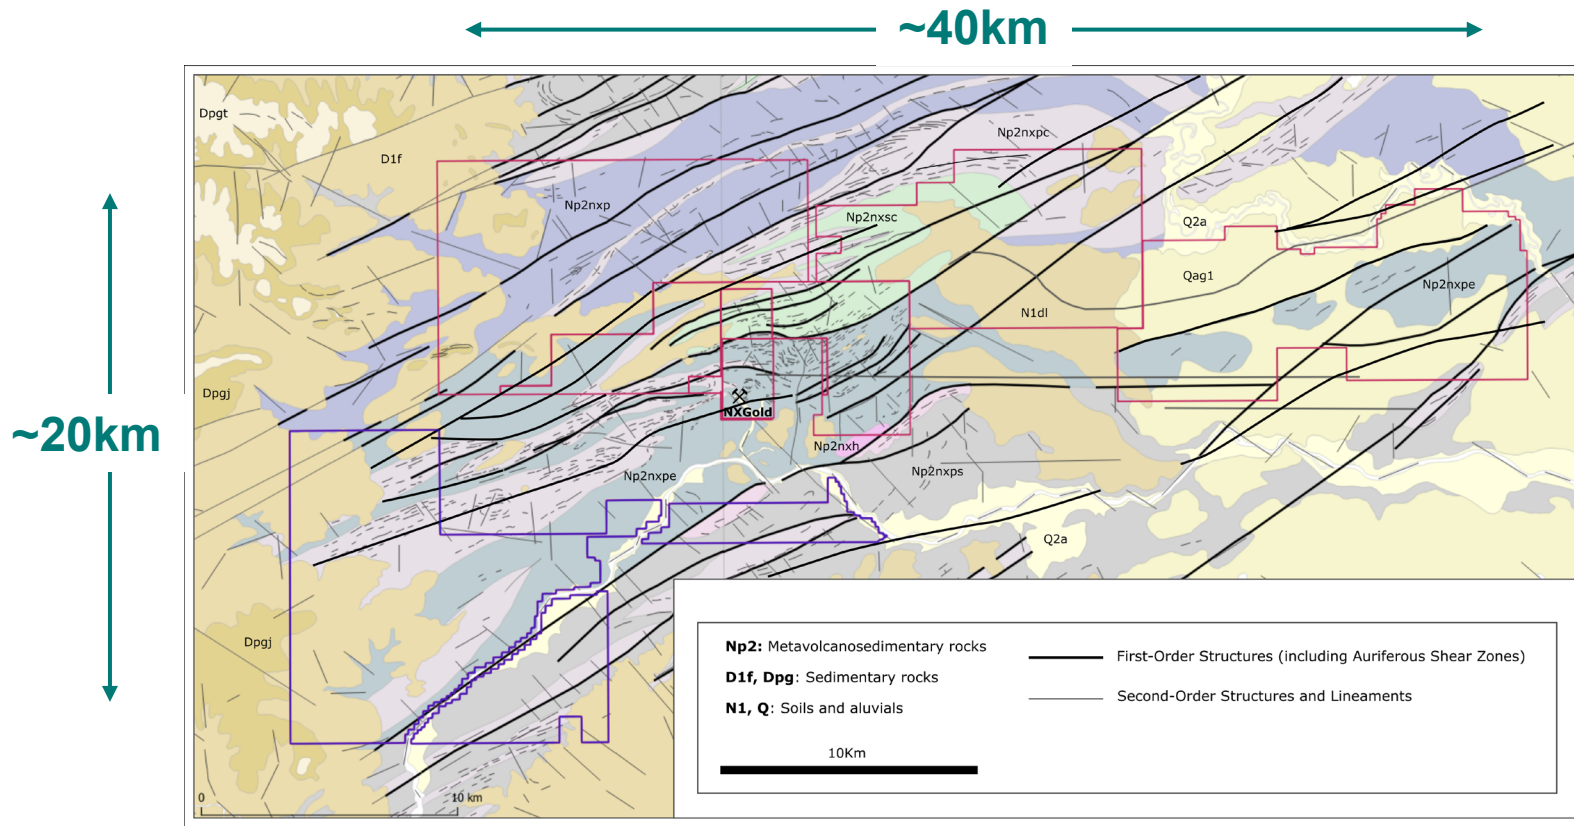 ~40km
Dpgt
D1f
Np2nxpc
Np2nxp
Np2nxsc
Q2a
Qag1
Np2nxpe
N1dl
Dpgj
NXGold
~20km
Np2nxh
Np2nxpe
Np2nxps
Q2a
Dpgj
Np2: Metavolcanosedimentary rocks
D1f, Dpg: Sedimentary rocks
N1, Q: Soils and aluvials
First-Order Structures (including Auriferous Shear Zones)
Second-Order Structures and Lineaments
10Km
0
10 km